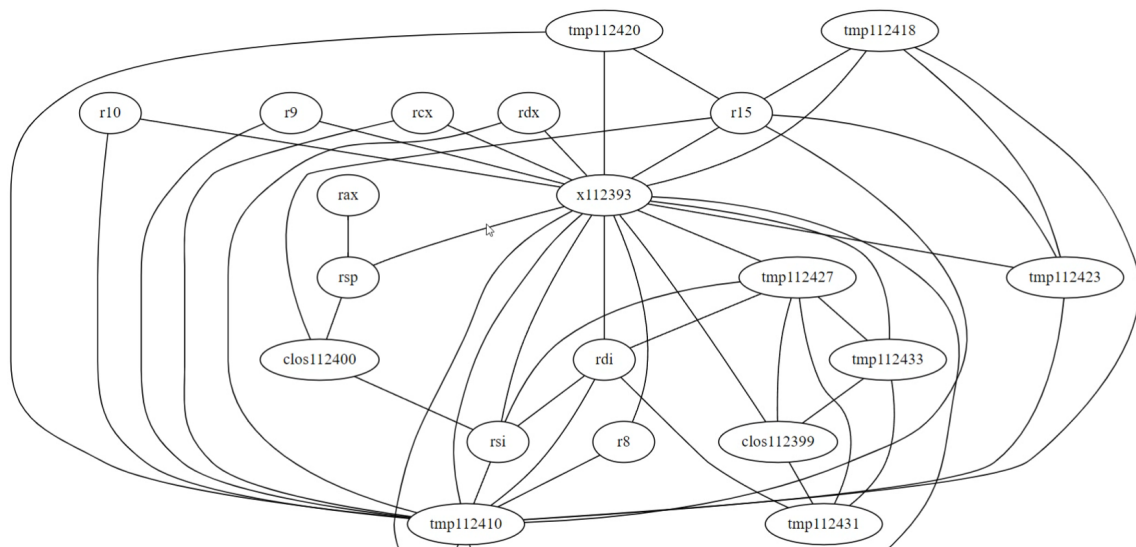 tmp112420 tmp112418
r10 r9 rcx rdx r15
rax x112393
rsp tmp112427 tmp112423
clos112400 rdi tmp112433
rsi r8 clos112399
tmp112410 tmp112431